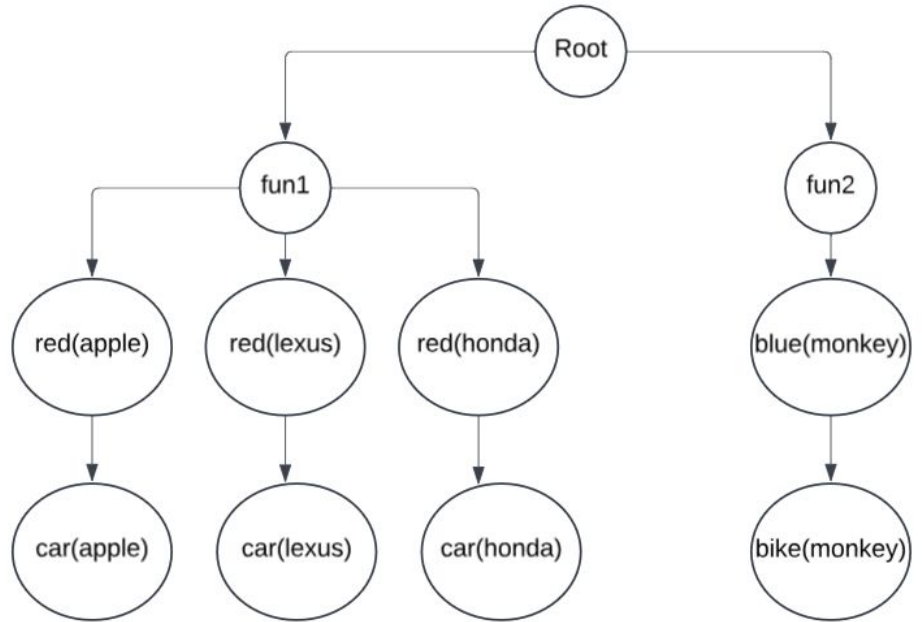 Root
fun1
fun2
red(apple)
red(lexus)
red(honda)
blue(monkey)
car(apple)
car(lexus)
car(honda)
bike(monkey)